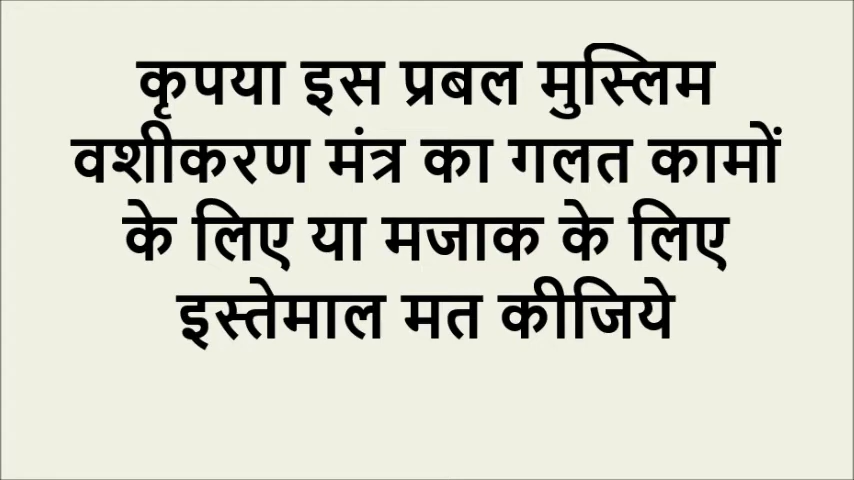 कृपया इस प्रबल मुस्लिम
वशीकरण मंत्र का गलत कामों
के लिए या मजाक के लिए
इस्तेमाल मत कीजिये